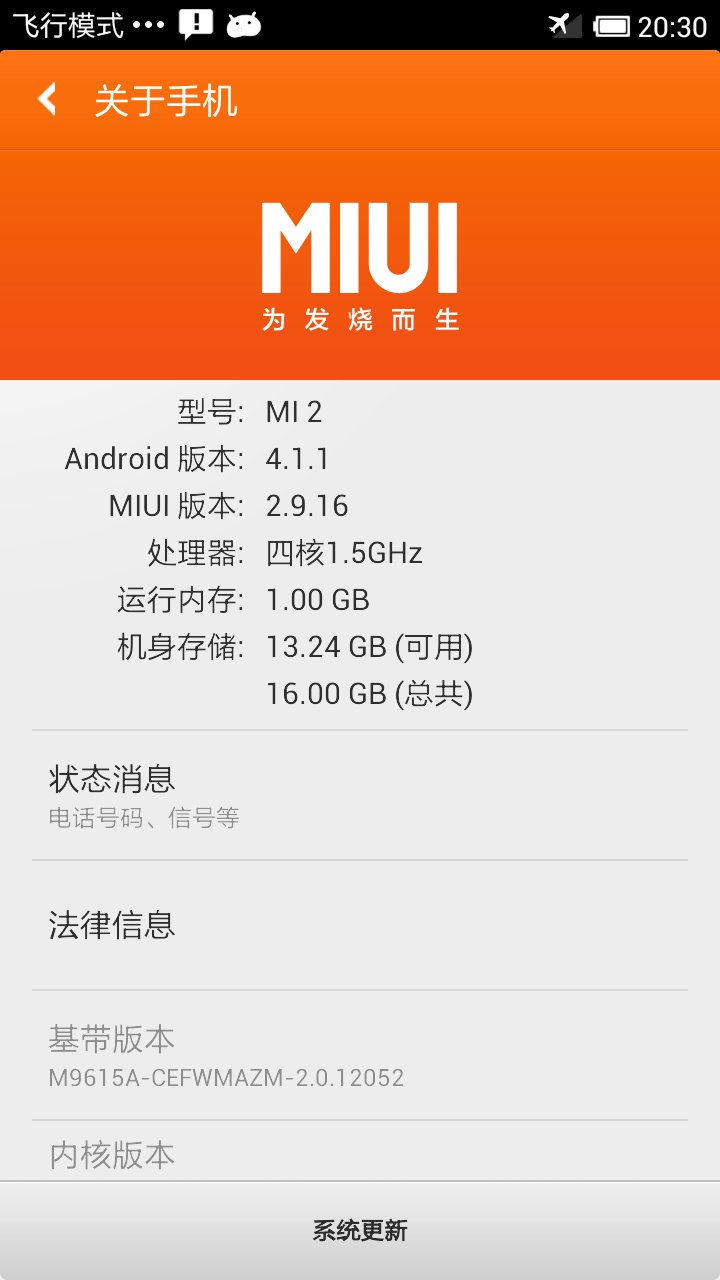 飞行模式 •••
20:30
关于手机
MIUI
为发烧而生
型号: MI 2
Android 版本: 4.1.1
MIUI 版本: 2.9.16
处理器: 四核1.5GHz
运行内存: 1.00 GB
机身存储: 13.24 GB (可用)
16.00 GB (总共)
状态消息
电话号码、信号等
法律信息
基带版本
M9615A-CEFWMAZM-2.0.12052
内核版本
系统更新